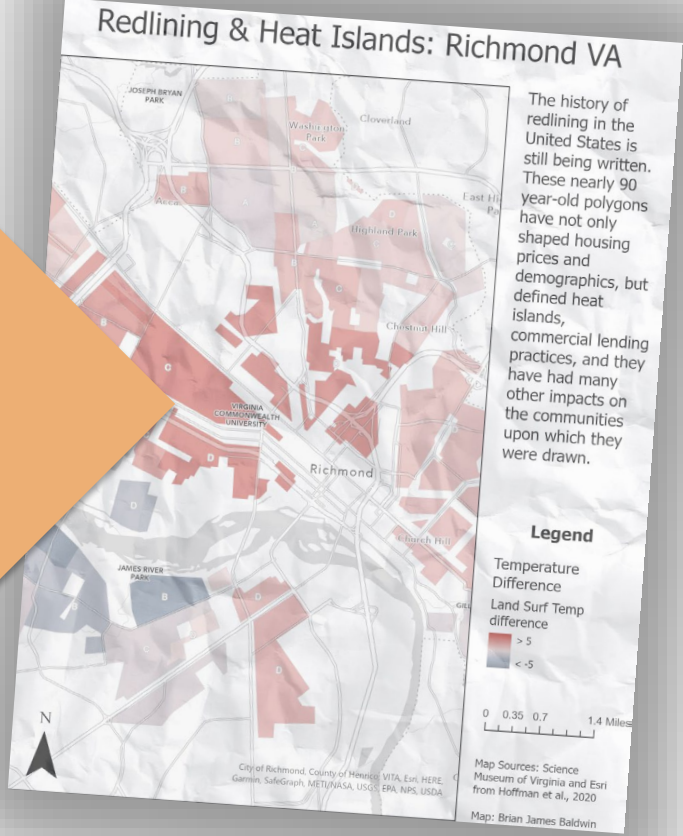 Redlining & Heat Islands: Richmond VA
JOSEPH BRYAN
PARK
Washington
Park
Cloverland
B
Acca
A
East Hi
Pa
D
Highland Park
C
Chestnut Hill
B
C
VIRGINIA
COMMONWEALTH
UNIVERSITY
D
Richmond
D
Church Hill
JAMES RIVER
PARK
B
B
D
GIL
C
D
N
City of Richmond, County of Henrico, VITA, Esri, HERE,
Garmin, SafeGraph, METI/NASA, USGS, EPA, NPS, USDA
The history of
redlining in the
United States is
still being written.
These nearly 90
year-old polygons
have not only
shaped housing
prices and
demographics, but
defined heat
islands,
commercial lending
practices, and they
have had many
other impacts on
the communities
upon which they
were drawn.
Legend
Temperature
Difference
Land Surf Temp
difference
> 5
< -5
0 0.35 0.7 1.4 Miles
Map Sources: Science
Museum of Virginia and Esri
from Hoffman et al., 2020
Map: Brian James Baldwin